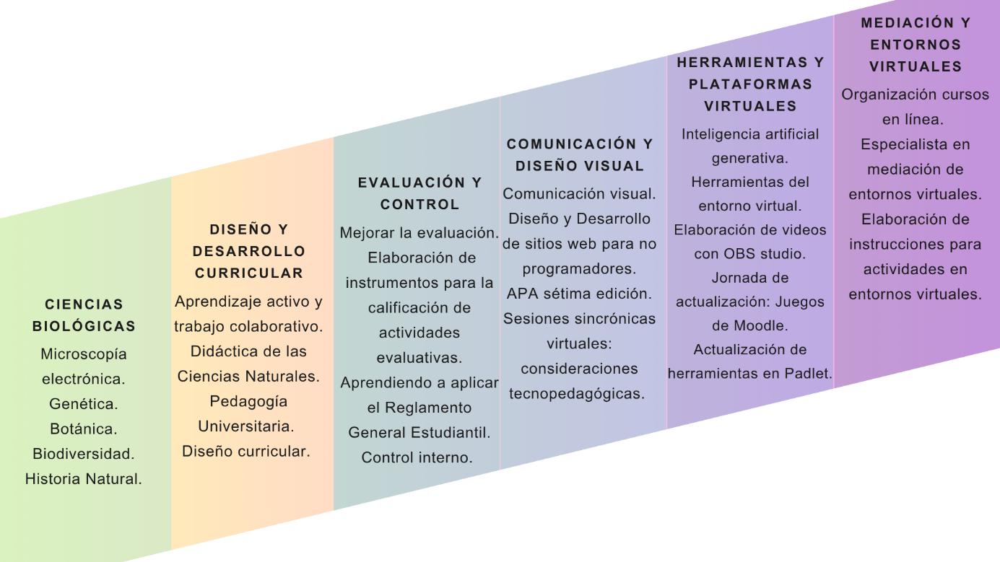 CIENCIAS
BIOLÓGICAS
Microscopía
electrónica.
Genética.
Botánica.
Biodiversidad.
Historia Natural.
DISEÑO Y
DESARROLLO
CURRICULAR
Aprendizaje activo y
trabajo colaborativo.
Didáctica de las
Ciencias Naturales.
Pedagogía
Universitaria.
Diseño curricular.
EVALUACIÓN Y
CONTROL
Mejorar la evaluación.
Elaboración de
instrumentos para la
calificación de
actividades
evaluativas.
Aprendiendo a aplicar
el Reglamento
General Estudiantil.
Control interno.
COMUNICACIÓN Y
DISEÑO VISUAL
Comunicación visual.
Diseño y Desarrollo
de sitios web para no
programadores.
APA sétima edición.
Sesiones sincrónicas
virtuales:
consideraciones
tecnopedagógicas.
HERRAMIENTAS Y
PLATAFORMAS
VIRTUALES
Inteligencia artificial
generativa.
Herramientas del
entorno virtual.
Elaboración de videos
con OBS studio.
Jornada de
actualización: Juegos
de Moodle.
Actualización de
herramientas en Padlet.
MEDIACIÓN Y
ENTORNOS
VIRTUALES
Organización cursos
en línea.
Especialista en
mediación de
entornos virtuales.
Elaboración de
instrucciones para
actividades en
entornos virtuales.